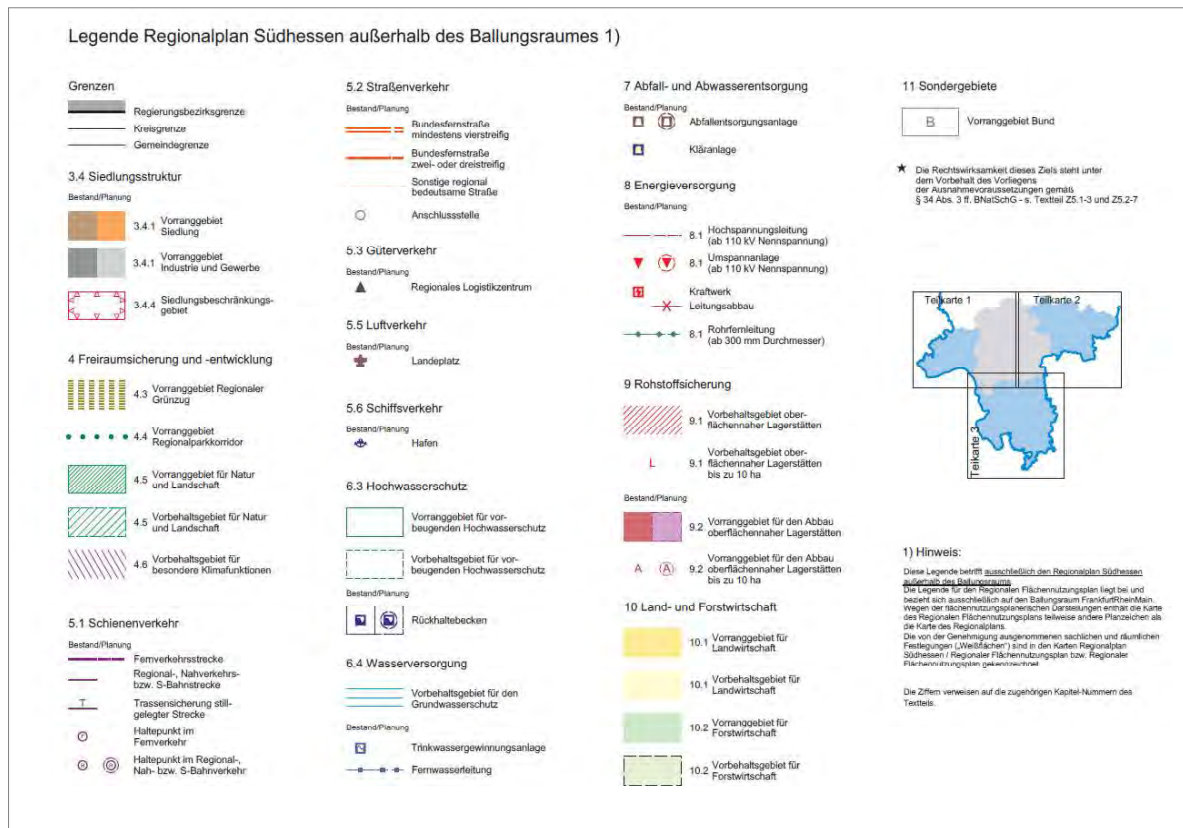 Legende Regionalplan Südhessen außerhalb des Ballungsraumes 1)
Grenzen
Regierungsbezirksgrenze
Kreisgrenze
Gemeindegrenze
3.4 Siedlungsstruktur
Bestand/Planung
3.4.1 Vorranggebiet
Siedlung
3.4.1 Vorranggebiet
Industrie und Gewerbe
3.4.4 Siedlungsbeschränkungs-
gebiet
4 Freiraumsicherung und -entwicklung
4.3 Vorranggebiet Regionaler
Grünzug
4.4 Vorranggebiet
Regionalparkkorridor
4.5 Vorranggebiet für Natur
und Landschaft
4.5 Vorbehaltsgebiet für Natur
und Landschaft
4.6 Vorbehaltsgebiet für
besondere Klimafunktionen
5.1 Schienenverkehr
Bestand/Planung
Fernverkehrsstrecke
Regional-, Nahverkehrs-
bzw. S-Bahnstrecke
T Trassensicherung still-
gelegter Strecke
Haltepunkt im
Fernverkehr
Haltepunkt im Regional-,
Nah- bzw. S-Bahnverkehr
5.2 Straßenverkehr
Bestand/Planung
Bundesfernstraße
mindestens vierstreifig
Bundesfernstraße
zwei- oder dreistreifig
Sonstige regional
bedeutsame Straße
Anschlussstelle
5.3 Güterverkehr
Bestand/Planung
Regionales Logistikzentrum
5.5 Luftverkehr
Bestand/Planung
Landeplatz
5.6 Schiffsverkehr
Bestand/Planung
Hafen
6.3 Hochwasserschutz
Vorranggebiet für vor-
beugenden Hochwasserschutz
Vorbehaltsgebiet für vor-
beugenden Hochwasserschutz
Bestand/Planung
Rückhaltebecken
6.4 Wasserversorgung
Vorbehaltsgebiet für den
Grundwasserschutz
Bestand/Planung
Trinkwassergewinnungsanlage
Fernwasserleitung
7 Abfall- und Abwasserentsorgung
Bestand/Planung
Abfallentsorgungsanlage
Kläranlage
8 Energieversorgung
Bestand/Planung
8.1 Hochspannungsleitung
(ab 110 kV Nennspannung)
8.1 Umspannanlage
(ab 110 kV Nennspannung)
Kraftwerk
Leitungsabbau
8.1 Rohrfernleitung
(ab 300 mm Durchmesser)
9 Rohstoffsicherung
9.1 Vorbehaltsgebiet ober-
flächennaher Lagerstätten
L 9.1 Vorbehaltsgebiet ober-
flächennaher Lagerstätten
bis zu 10 ha
Bestand/Planung
9.2 Vorranggebiet für den Abbau
oberflächennaher Lagerstätten
A A 9.2 Vorranggebiet für den Abbau
oberflächennaher Lagerstätten
bis zu 10 ha
10 Land- und Forstwirtschaft
10.1 Vorranggebiet für
Landwirtschaft
10.1 Vorbehaltsgebiet für
Landwirtschaft
10.2 Vorranggebiet für
Forstwirtschaft
10.2 Vorbehaltsgebiet für
Forstwirtschaft
11 Sondergebiete
B Vorranggebiet Bund
★ Die Rechtswirksamkeit dieses Ziels steht unter
dem Vorbehalt des Vorliegens
der Ausnahmevoraussetzungen gemäß
§ 34 Abs. 3 ff. BNatSchG - s. Textteil Z5.1-3 und Z5.2-7
Teilkarte 1
Teilkarte 2
Teilkarte 3
1) Hinweis:
Diese Legende betrifft ausschließlich den Regionalplan Südhessen
außerhalb des Ballungsraums.
Die Legende für den Regionalen Flächennutzungsplan liegt bei und
bezieht sich ausschließlich auf den Ballungsraum FrankfurtRheinMain.
Wegen der flächennutzungsplanerischen Darstellungen enthält die Karte
des Regionalen Flächennutzungsplans teilweise andere Planzeichen als
die Karte des Regionalplans.
Die von der Genehmigung ausgenommenen sachlichen und räumlichen
Festlegungen („Weißflächen“) sind in den Karten Regionalplan
Südhessen / Regionaler Flächennutzungsplan bzw. Regionaler
Flächennutzungsplan gekennzeichnet.
Die Ziffern verweisen auf die zugehörigen Kapitel-Nummern des
Textteils.